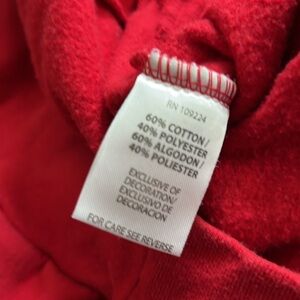 RN 109224
60% COTTON/
40% POLYESTER
60% ALGODON/
40% POLIESTER
EXCLUSIVE OF
DECORATION/
EXCLUSIVO DE
DECORACION
FOR CARE SEE REVERSE